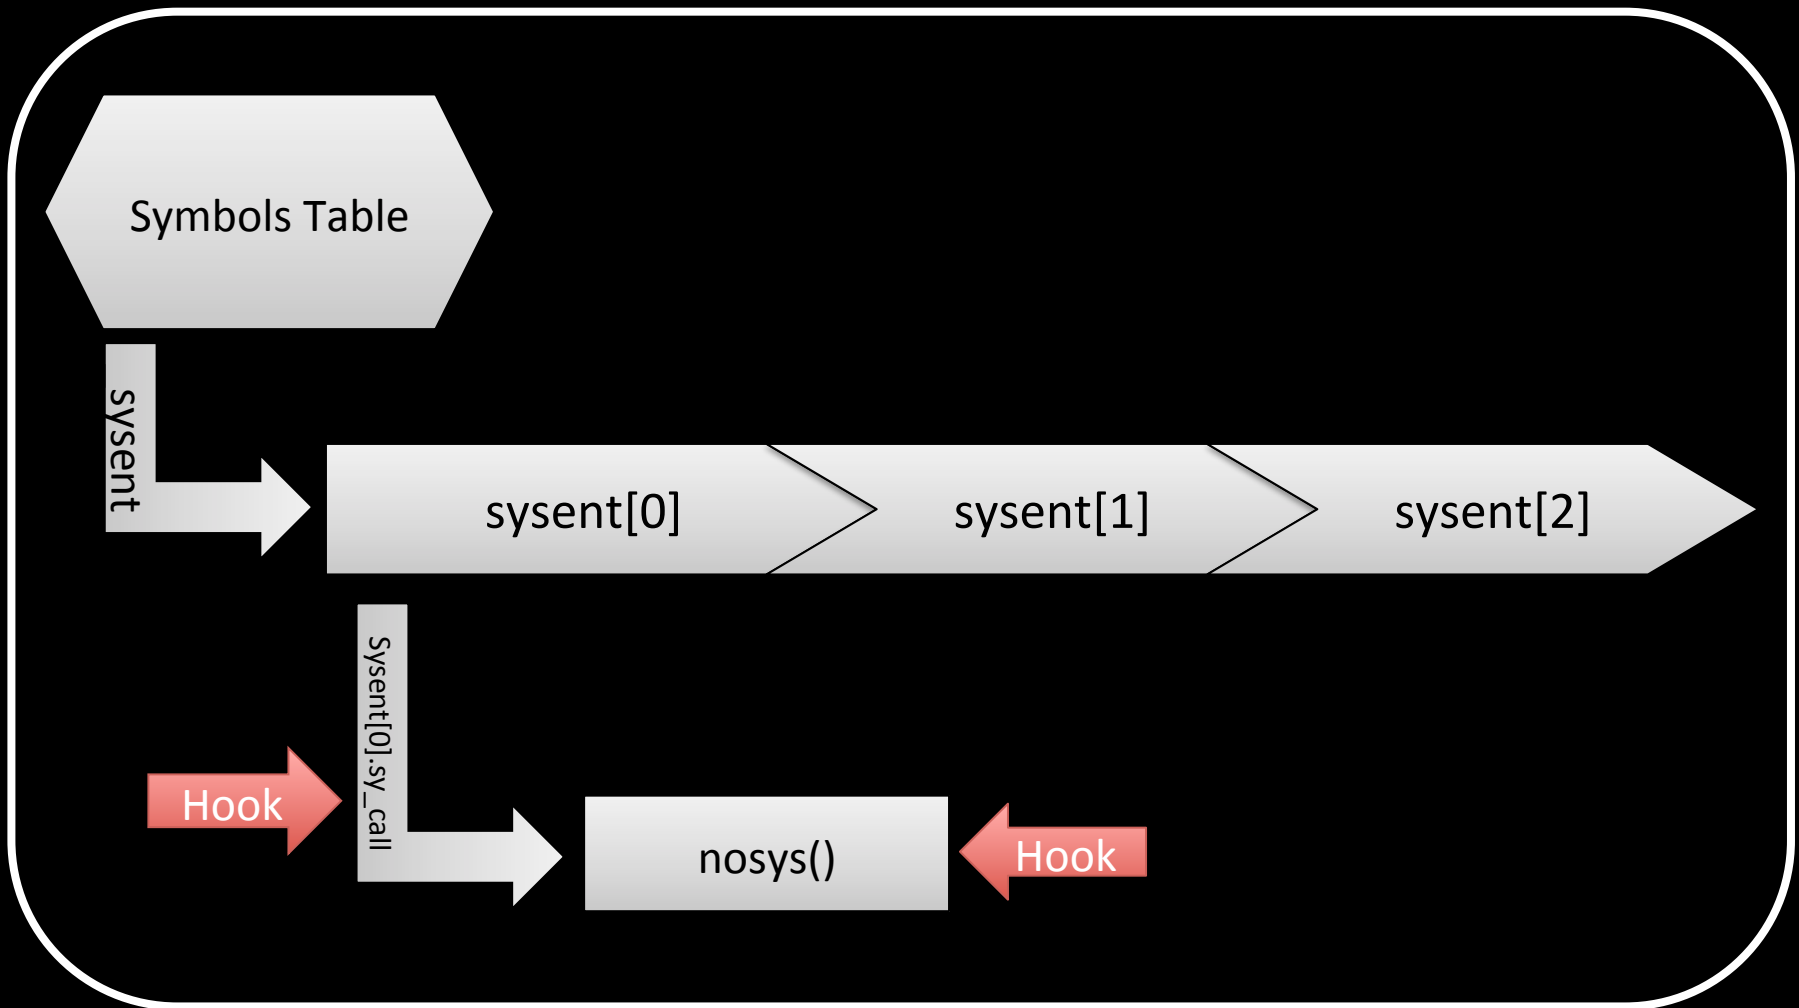 Symbols Table
sysent
sysent[0]
sysent[1]
sysent[2]
Sysent[0].sy_call
Hook
nosys()
Hook